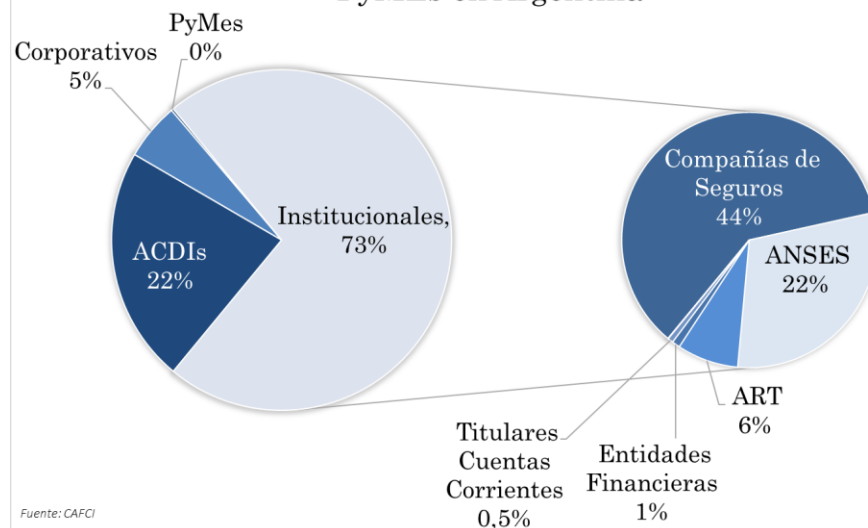 PyMEs en Argentina
PyMes
0%
Corporativos
5%
Institucionales,
73%
ACDIs
22%
Compañías de
Seguros
44%
ANSES
22%
ART
6%
Titulares
Cuentas
Corrientes
0,5%
Entidades
Financieras
1%
Fuente: CAFCI